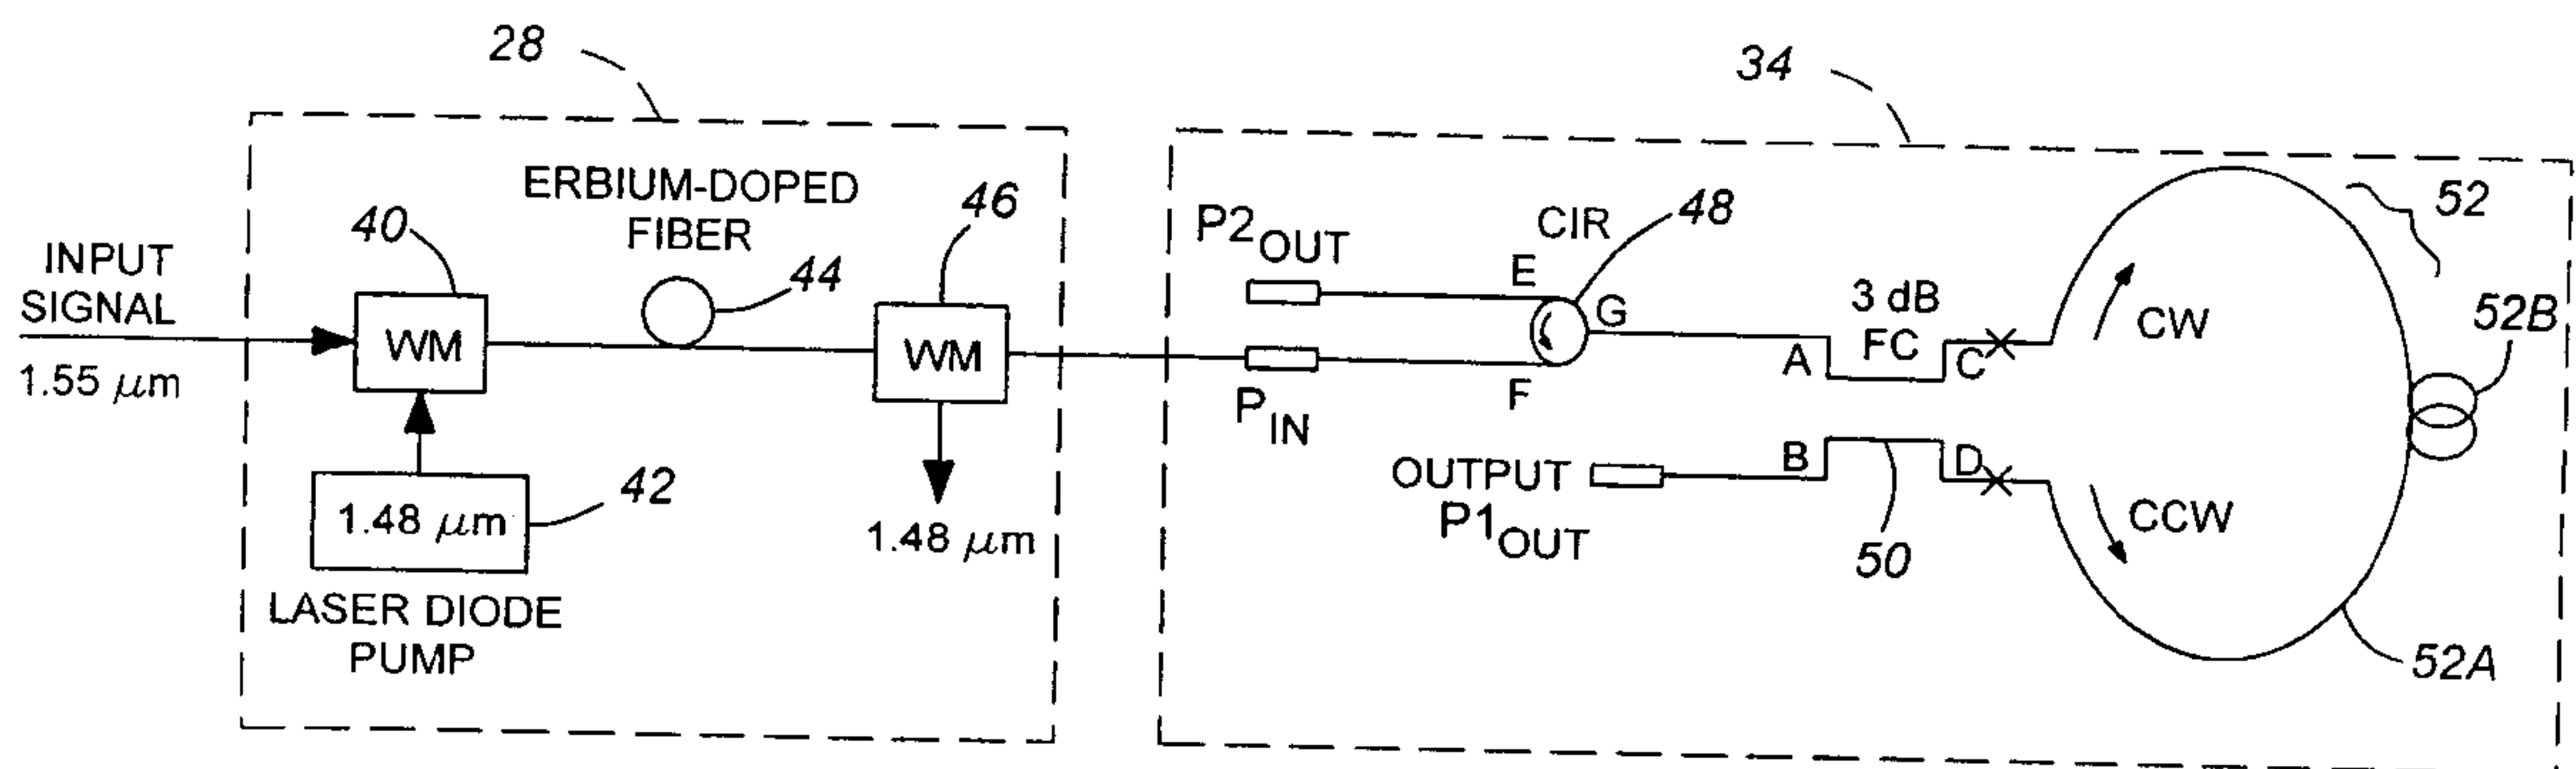 28
34
ERBIUM-DOPED
FIBER
40
44
46
INPUT
SIGNAL
1.55 μm
WM
WM
1.48 μm
42
1.48 μm
LASER DIODE
PUMP
P2OUT
E
CIR
48
G
F
PIN
3 dB
FC
A
C
B
D
OUTPUT
P1OUT
50
CW
CCW
52
52B
52A